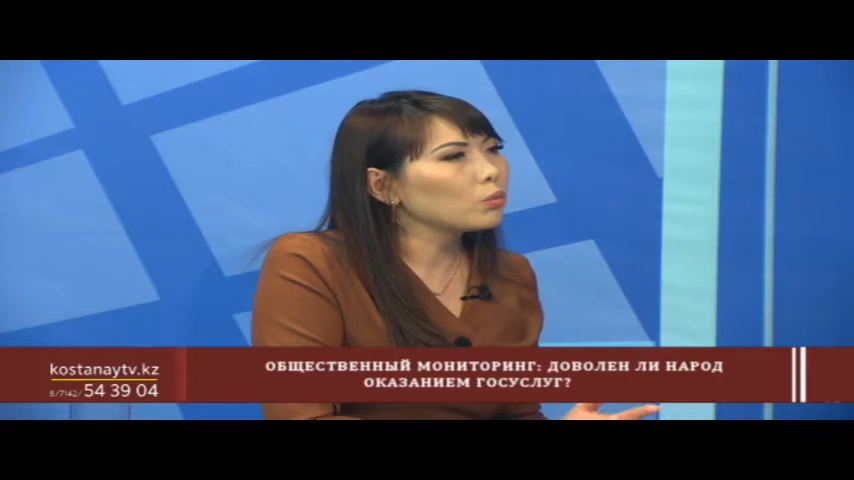 kostanaytv.kz
8/7142/ 54 39 04
ОБЩЕСТВЕННЫЙ МОНИТОРИНГ: ДОВОЛЕН ЛИ НАРОД
ОКАЗАНИЕМ ГОСУСЛУГ?